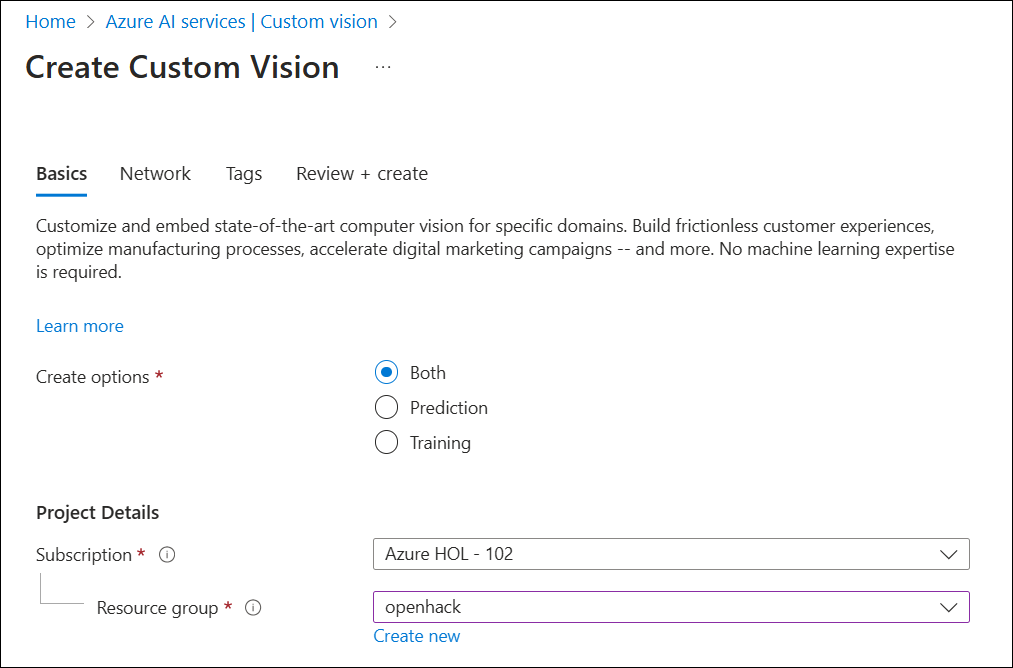 Home > Azure AI services | Custom vision >
Create Custom Vision ...
Basics Network Tags Review + create
Customize and embed state-of-the-art computer vision for specific domains. Build frictionless customer experiences,
optimize manufacturing processes, accelerate digital marketing campaigns -- and more. No machine learning expertise
is required.
Learn more
Create options *
Both
Prediction
Training
Project Details
Subscription *
Azure HOL - 102
Resource group *
openhack
Create new